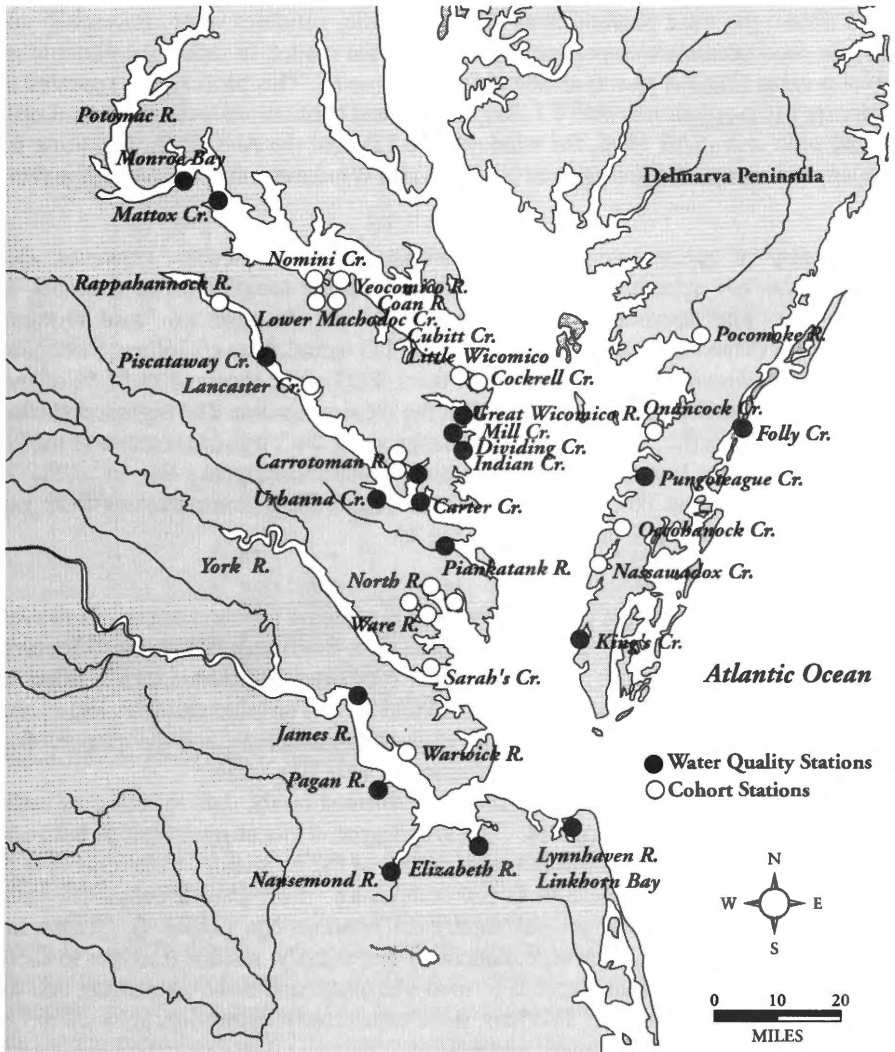 Potomac R.
Monroe Bay
Mattox Cr.
Delmarva Peninsula
Nomini Cr.
Rappahannock R.
Yeocomico R.
Coan R.
Lower Machodoc Cr.
Cubitt Cr.
Pocomoke R.
Piscataway Cr.
Little Wicomico
Lancaster Cr.
Cockrell Cr.
Great Wicomico R.
Onancock Cr.
Mill Cr.
Folly Cr.
Dividing Cr.
Carrotoman R.
Indian Cr.
Pungoteague Cr.
Urbanna Cr.
Carter Cr.
Occohanock Cr.
York R.
Piankatank R.
Nassawadox Cr.
North R.
Ware R.
King's Cr.
Sarah's Cr.
Atlantic Ocean
James R.
Warwick R.
Water Quality Stations
Pagan R.
Cohort Stations
Lynnhaven R.
Elizabeth R.
Linkhorn Bay
Nansemond R.
N
W E
S
0 10 20
MILES